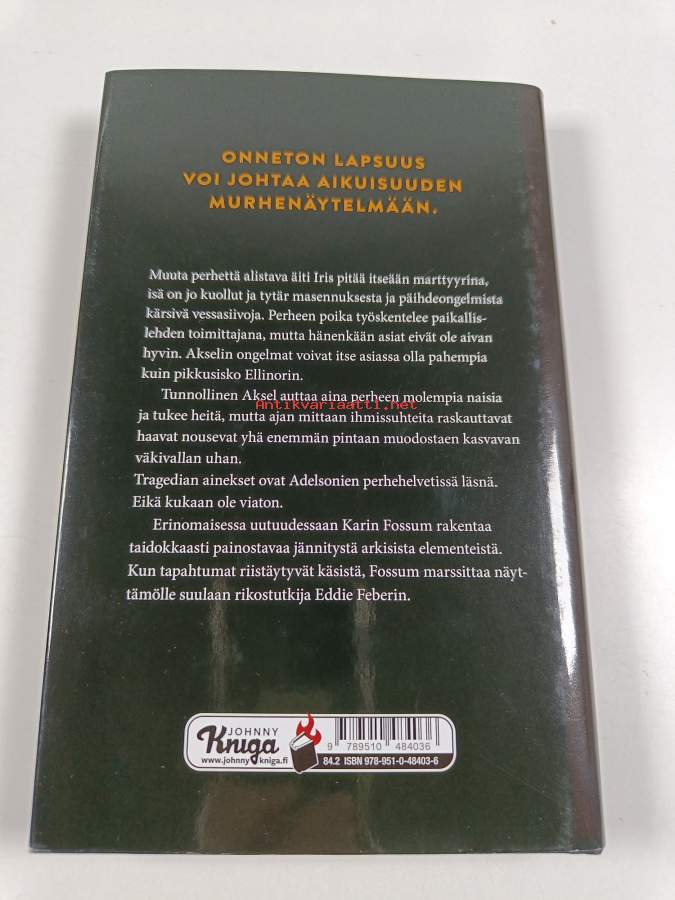 ONNETON LAPSUUS
VOI JOHTAA AIKUISUUDEN
MURHENÄYTELMÄÄN.
Muuta perhettä alistava äiti Iris pitää itseään marttyyrina,
isä on jo kuollut ja tytär masennuksesta ja päihdeongelmista
kärsivä vessasiivoja. Perheen poika työskentelee paikallis-
lehden toimittajana, mutta hänenkään asiat eivät ole aivan
hyvin. Akselin ongelmat voivat itse asiassa olla pahempia
kuin pikkusisko Ellinorin.
Tunnollinen Aksel auttaa aina perheen molempia naisia
Antikvariaatti.net
ja tukee heitä, mutta ajan mittaan ihmissuhteita raskauttavat
haavat nousevat yhä enemmän pintaan muodostaen kasvavan
väkivallan uhan.
Tragedian ainekset ovat Adelsonien perhehelvetissä läsnä.
Eikä kukaan ole viaton.
Erinomaisessa uutuudessaan Karin Fossum rakentaa
taidokkaasti painostavaa jännitystä arkisista elementeistä.
Kun tapahtumat riistäytyvät käsistä, Fossum marssittaa näyt-
tämölle suulaan rikostutkija Eddie Feberin.
JOHNNY
Kniga
www.johnnykniga.fi
9 789510 484036
84.2 ISBN 978-951-0-48403-6